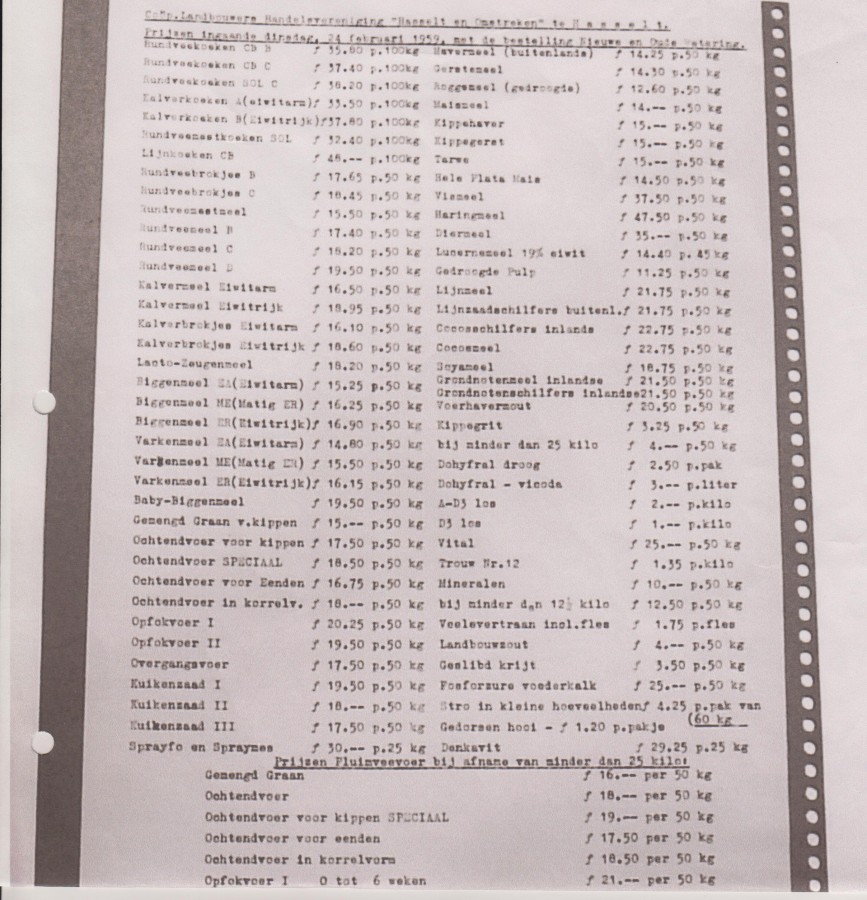 Coöp.Landbouwers Handelsvereniging "Hasselt en Omstreken" te H a s s e l t.
Prijzen ingaande dinsdag, 24 februari 1959, met de bestelling Nieuwe en Oude Wetering.
Rundveekoeken CB B ƒ 35.80 p.100kg Havermeel (buitenlands) ƒ 14.25 p.50 kg
Rundveekoeken CB C ƒ 37.40 p.100kg Gerstemeel ƒ 14.30 p.50 kg
Rundveekoeken SOL C ƒ 38.20 p.100kg Roggemeel (gedroogde) ƒ 12.60 p.50 kg
Kalverkoeken A(eiwitarm)ƒ 33.50 p.100kg Maismeel ƒ 14.-- p.50 kg
Kalverkoeken B(Eiwitrijk)ƒ37.80 p.100kg Kippehaver ƒ 15.-- p.50 kg
Rundveemestkoeken SOL ƒ 32.40 p.100kg Kippegerst ƒ 15.-- p.50 kg
Lijnkoeken CB ƒ 46.-- p.100kg Tarwe ƒ 15.-- p.50 kg
Rundveebrokjes B ƒ 17.65 p.50 kg Hele Plata Mais ƒ 14.50 p.50 kg
Rundveebrokjes C ƒ 18.45 p.50 kg Vismeel ƒ 37.50 p.50 kg
Rundveemestmeel ƒ 15.50 p.50 kg Haringmeel ƒ 47.50 p.50 kg
Rundveemeel B ƒ 17.40 p.50 kg Diermeel ƒ 35.-- p.50 kg
Rundveemeel C ƒ 18.20 p.50 kg Lucernemeel 19% eiwit ƒ 14.40 p. 45 kg
Rundveemeel D ƒ 19.50 p.50 kg Gedroogde Pulp ƒ 11.25 p.50 kg
Kalvermeel Eiwitarm ƒ 16.50 p.50 kg Lijnmeel ƒ 21.75 p.50 kg
Kalvermeel Eiwitrijk ƒ 18.95 p.50 kg Lijnzaadschilfers buitenl.ƒ 21.75 p.50 kg
Kalverbrokjes Eiwitarm ƒ 16.10 p.50 kg Cocosschilfers inlands ƒ 22.75 p.50 kg
Kalverbrokjes Eiwitrijk ƒ 18.60 p.50 kg Cocosmeel ƒ 22.75 p.50 kg
Lacto-Zeugenmeel ƒ 18.20 p.50 kg Soyameel ƒ 18.75 p.50 kg
Biggenmeel EA(Eiwitarm) ƒ 15.25 p.50 kg Grondnotenmeel inlandse ƒ 21.50 p.50 kg
Grondnotenschilfers inlandse21.50 p.50 kg
Biggenmeel ME(Matig ER) ƒ 16.25 p.50 kg Voerhavermout ƒ 20.50 p.50 kg
Biggenmeel ER(Eiwitrijk)ƒ 16.90 p.50 kg Kippegrit ƒ 3.25 p.50 kg
Varkenmeel EA(Eiwitarm) ƒ 14.80 p.50 kg bij minder dan 25 kilo ƒ 4.-- p.50 kg
Varkenmeel ME(Matig ER) ƒ 15.50 p.50 kg Dohyfral droog ƒ 2.50 p.pak
Varkenmeel ER(Eiwitrijk)ƒ 16.15 p.50 kg Dohyfral - vicoda ƒ 3.-- p.liter
Baby-Biggenmeel ƒ 19.50 p.50 kg A-D3 los ƒ 2.-- p.kilo
Gemengd Graan v.kippen ƒ 15.-- p.50 kg D3 los ƒ 1.-- p.kilo
Ochtendvoer voor kippen ƒ 17.50 p.50 kg Vital ƒ 25.-- p.50 kg
Ochtendvoer SPECIAAL ƒ 18.50 p.50 kg Trouw Nr.12 ƒ 1.35 p.kilo
Ochtendvoer voor Eenden ƒ 16.75 p.50 kg Mineralen ƒ 10.-- p.50 kg
Ochtendvoer in korrelv. ƒ 18.-- p.50 kg bij minder dan 12½ kilo ƒ 12.50 p.50 kg
Opfokvoer I ƒ 20.25 p.50 kg Veelevertraan incl.fles ƒ 1.75 p.fles
Opfokvoer II ƒ 19.50 p.50 kg Landbouwzout ƒ 4.-- p.50 kg
Overgangsvoer ƒ 17.50 p.50 kg Geslibd krijt ƒ 3.50 p.50 kg
Kuikenzaad I ƒ 19.50 p.50 kg Fosforzure voederkalk ƒ 25.-- p.50 kg
Kuikenzaad II ƒ 18.-- p.50 kg Stro in kleine hoeveelhedenƒ 4.25 p.pak van
(60 kg
Kuikenzaad III ƒ 17.50 p.50 kg Gedorsen hooi - ƒ 1.20 p.pakje
Sprayfo en Spraymes ƒ 30.-- p.25 kg Denkavit ƒ 29.25 p.25 kg
Prijzen Pluimveevoer bij afname van minder dan 25 kilo:
Gemengd Graan ƒ 16.-- per 50 kg
Ochtendvoer ƒ 18.-- per 50 kg
Ochtendvoer voor kippen SPECIAAL ƒ 19.-- per 50 kg
Ochtendvoer voor eenden ƒ 17.50 per 50 kg
Ochtendvoer in korrelvorm ƒ 18.50 per 50 kg
Opfokvoer I 0 tot 6 weken ƒ 21.-- per 50 kg